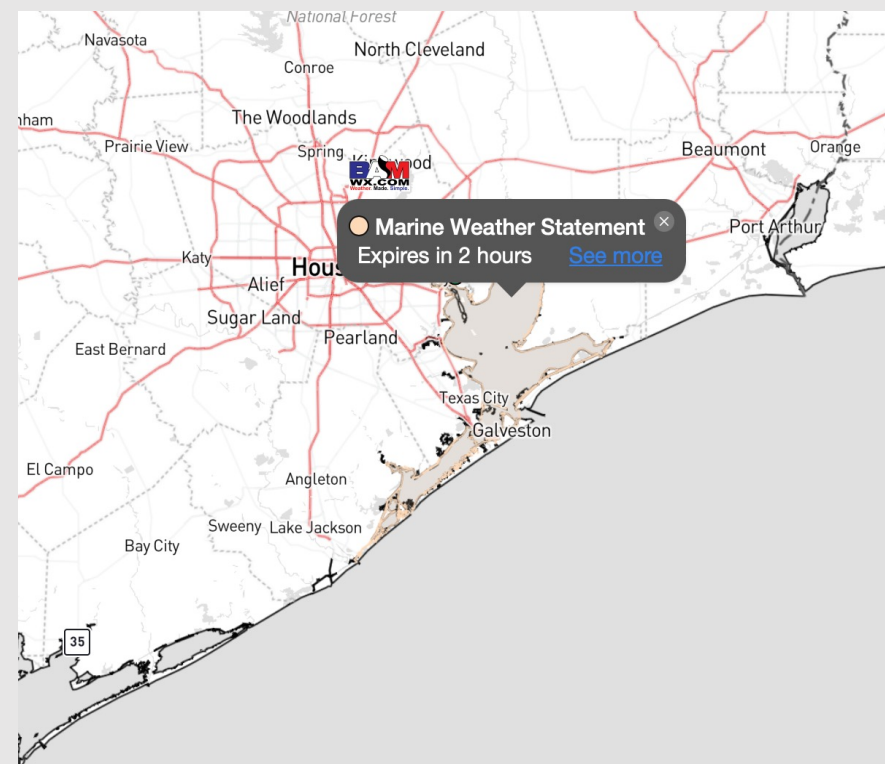 National Forest
Navasota
North Cleveland
Conroe
The Woodlands
Prairie View
Spring
Beaumont
Orange
BAM
WX.COM
Weather. Made. Simple.
Marine Weather Statement
Expires in 2 hours
See more
Port Arthur
Katy
Alief
Sugar Land
Pearland
East Bernard
Texas City
Galveston
El Campo
Angleton
Sweeny
Lake Jackson
Bay City
35